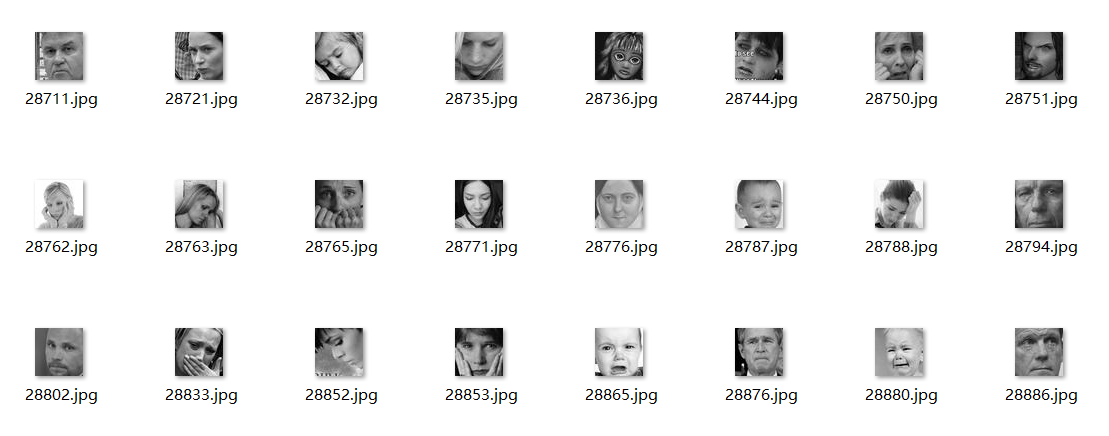 28711.jpg 28721.jpg 28732.jpg 28735.jpg 28736.jpg 28744.jpg 28750.jpg 28751.jpg
TO SEE
28762.jpg 28763.jpg 28765.jpg 28771.jpg 28776.jpg 28787.jpg 28788.jpg 28794.jpg
28802.jpg 28833.jpg 28852.jpg 28853.jpg 28865.jpg 28876.jpg 28880.jpg 28886.jpg